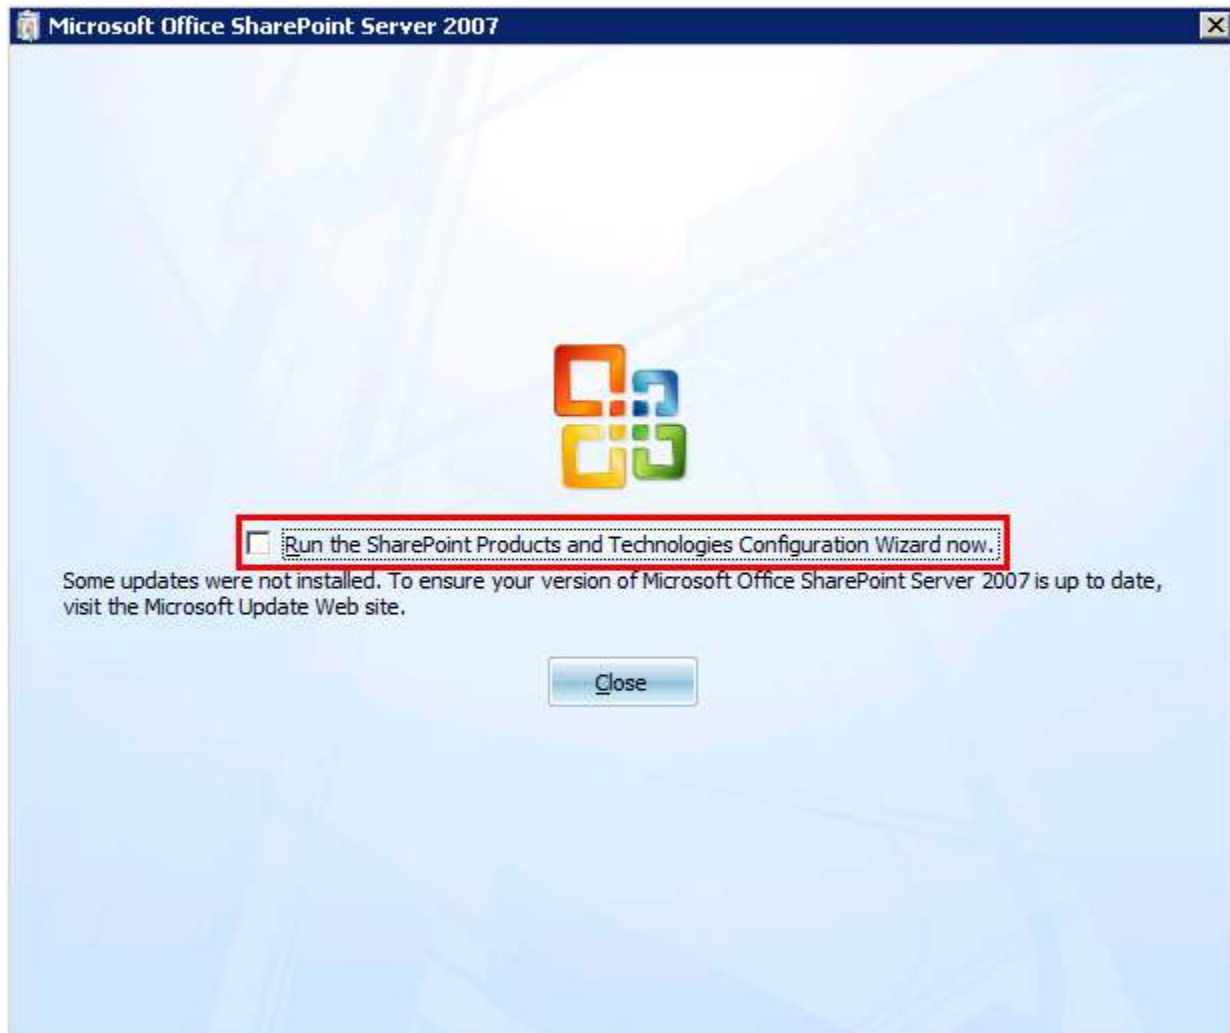 Microsoft Office SharePoint Server 2007
Run the SharePoint Products and Technologies Configuration Wizard now.
Some updates were not installed. To ensure your version of Microsoft Office SharePoint Server 2007 is up to date,
visit the Microsoft Update Web site.
Close